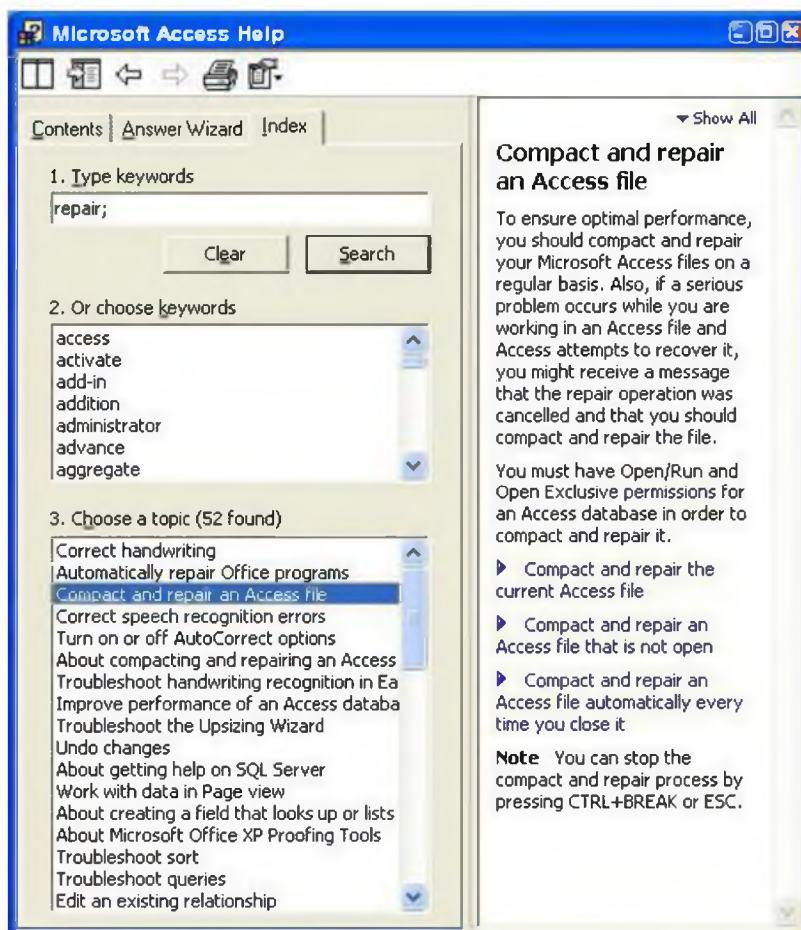 Microsoft Access Help
Contents Answer Wizard Index
1. Type keywords
repair;
Clear Search
2. Or choose keywords
access
activate
add-in
addition
administrator
advance
aggregate
3. Choose a topic (52 found)
Correct handwriting
Automatically repair Office programs
Compact and repair an Access file
Correct speech recognition errors
Turn on or off AutoCorrect options
About compacting and repairing an Access
Troubleshoot handwriting recognition in Ea
Improve performance of an Access databa
Troubleshoot the Upsizing Wizard
Undo changes
About getting help on SQL Server
Work with data in Page view
About creating a field that looks up or lists
About Microsoft Office XP Proofing Tools
Troubleshoot sort
Troubleshoot queries
Edit an existing relationship
Show All
Compact and repair
an Access file
To ensure optimal performance,
you should compact and repair
your Microsoft Access files on a
regular basis. Also, if a serious
problem occurs while you are
working in an Access file and
Access attempts to recover it,
you might receive a message
that the repair operation was
cancelled and that you should
compact and repair the file.
You must have Open/Run and
Open Exclusive permissions for
an Access database in order to
compact and repair it.
Compact and repair the
current Access file
Compact and repair an
Access file that is not open
Compact and repair an
Access file automatically every
time you close it
Note You can stop the
compact and repair process by
pressing CTRL+BREAK or ESC.